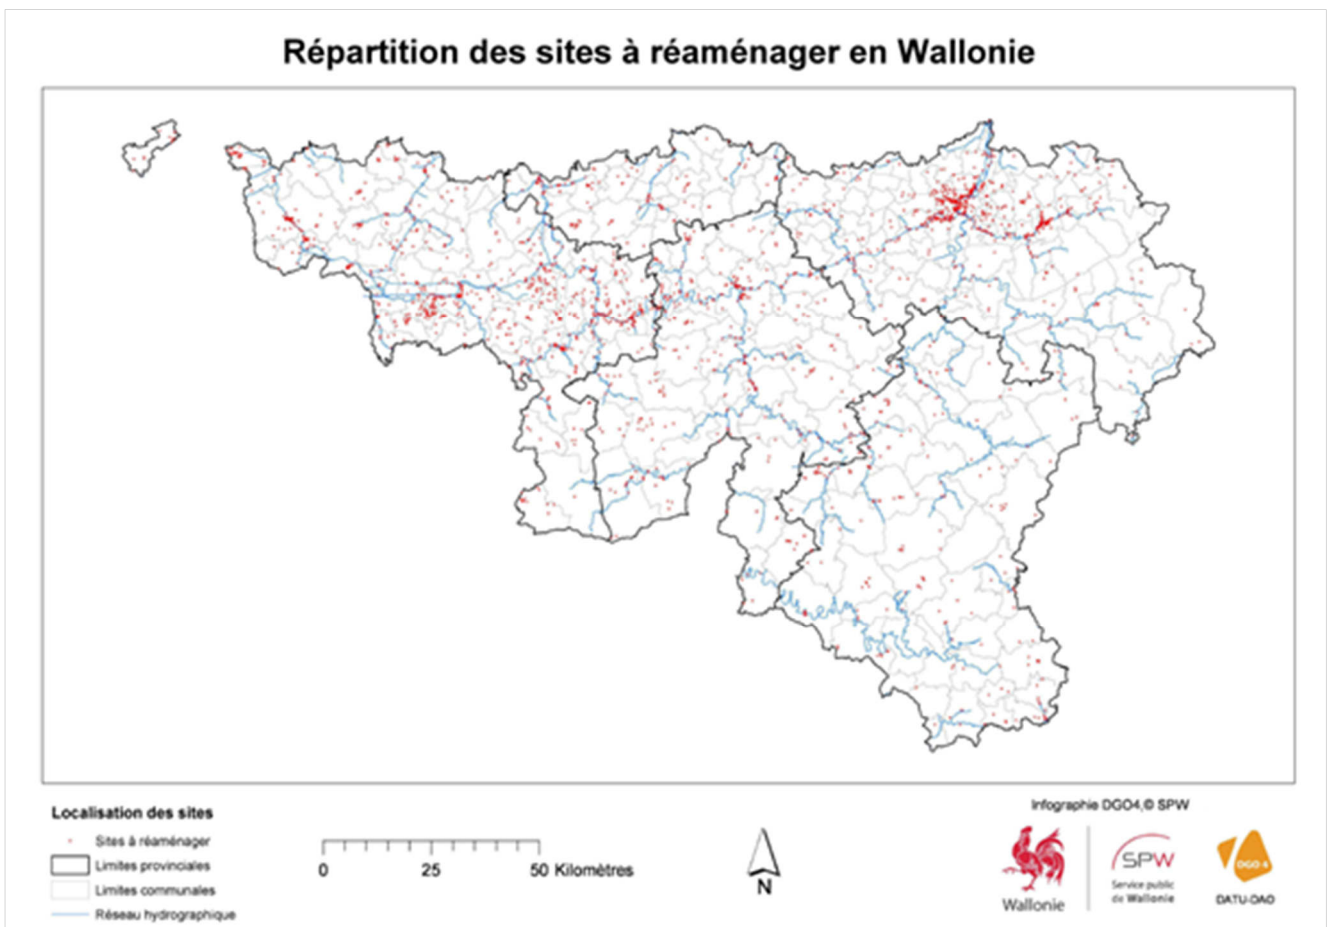 Répartition des sites à réaménager en Wallonie
Localisation des sites
Sites à réaménager
Limites provinciales
Limites communales
Réseau hydrographique
0 25 50 Kilomètres
N
Infographie DGO4,© SPW
Wallonie
SPW
Service public
de Wallonie
DGO 4
DATU-DAO